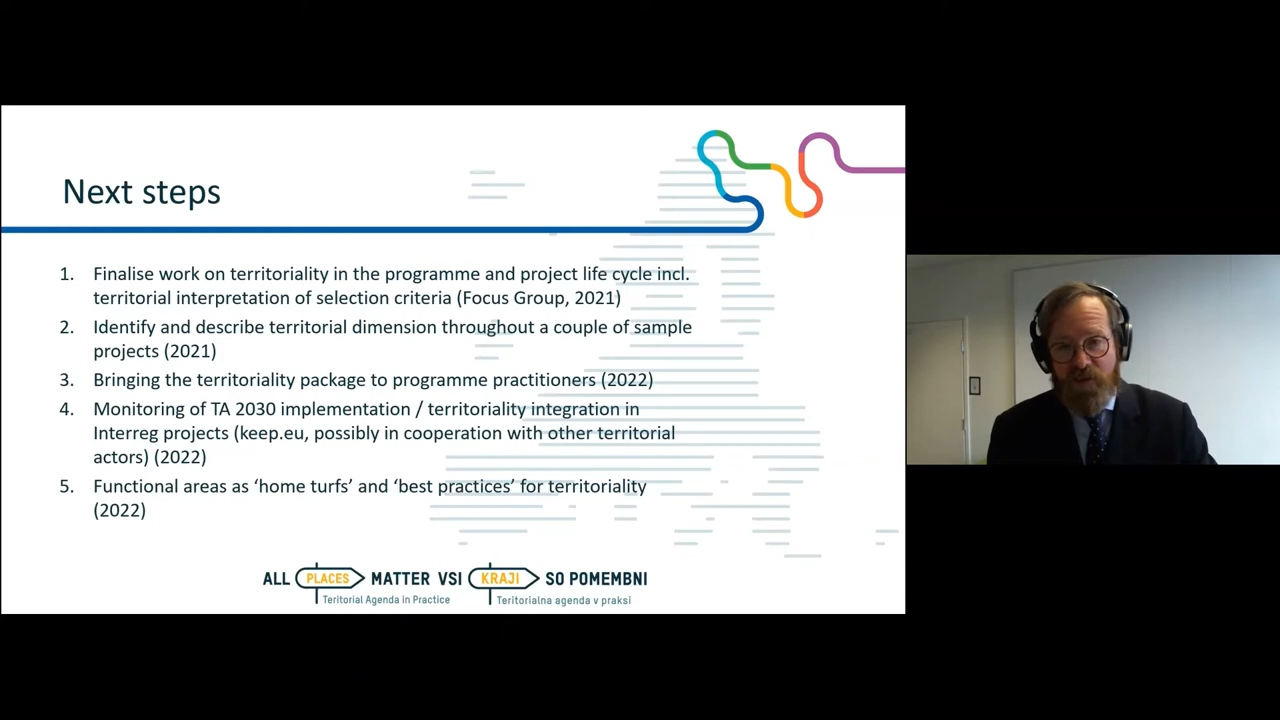 Next steps
1. Finalise work on territoriality in the programme and project life cycle incl.
territorial interpretation of selection criteria (Focus Group, 2021)
2. Identify and describe territorial dimension throughout a couple of sample
projects (2021)
3. Bringing the territoriality package to programme practitioners (2022)
4. Monitoring of TA 2030 implementation / territoriality integration in
Interreg projects (keep.eu, possibly in cooperation with other territorial
actors) (2022)
5. Functional areas as ‘home turfs’ and ‘best practices’ for territoriality
(2022)
ALL PLACES MATTER VSI KRAJI SO POMEMBNI
Territorial Agenda in Practice Teritorialna agenda v praksi